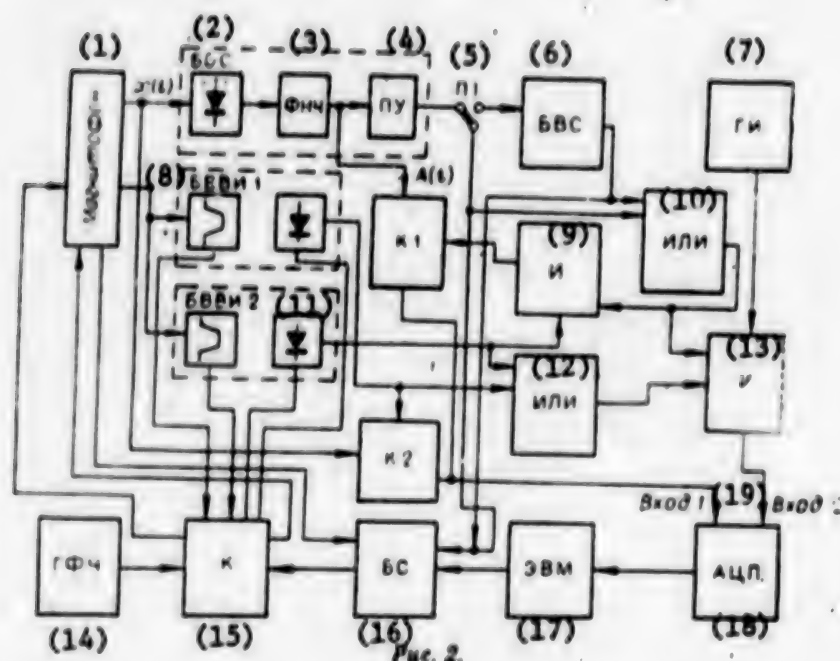 (1)
(2)
(3)
(4)
(5)
(6)
(7)
БСС
П1
ФНЧ
ПУ
БВС
ГИ
(8)
БВВИ 1
A(t)
К1
(9)
И
(10)
ИЛИ
БВВИ 2
(11)
(12)
ИЛИ
(13)
И
К2
Вход 1
(19)
Вход 2
ГФЧ
К
БС
ЭВМ
АЦП
(14)
(15)
(16)
(17)
(18)
Рис. 2.